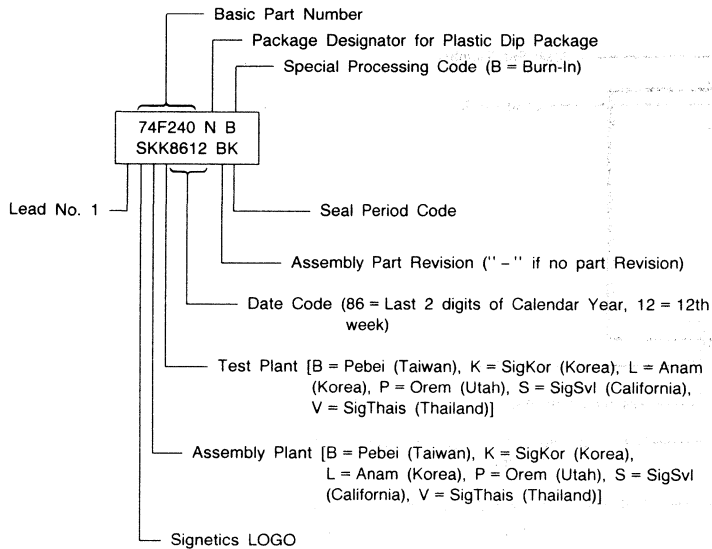 Basic Part Number
Package Designator for Plastic Dip Package
Special Processing Code (B = Burn-In)
74F240 N B
SKK8612 BK
Lead No. 1
Seal Period Code
Assembly Part Revision ("–" if no part Revision)
Date Code (86 = Last 2 digits of Calendar Year, 12 = 12th
week)
Test Plant [B = Pebei (Taiwan), K = SigKor (Korea), L = Anam
(Korea), P = Orem (Utah), S = SigSvl (California),
V = SigThais (Thailand)]
Assembly Plant [B = Pebei (Taiwan), K = SigKor (Korea),
L = Anam (Korea), P = Orem (Utah), S = SigSvl
(California), V = SigThais (Thailand)]
Signetics LOGO